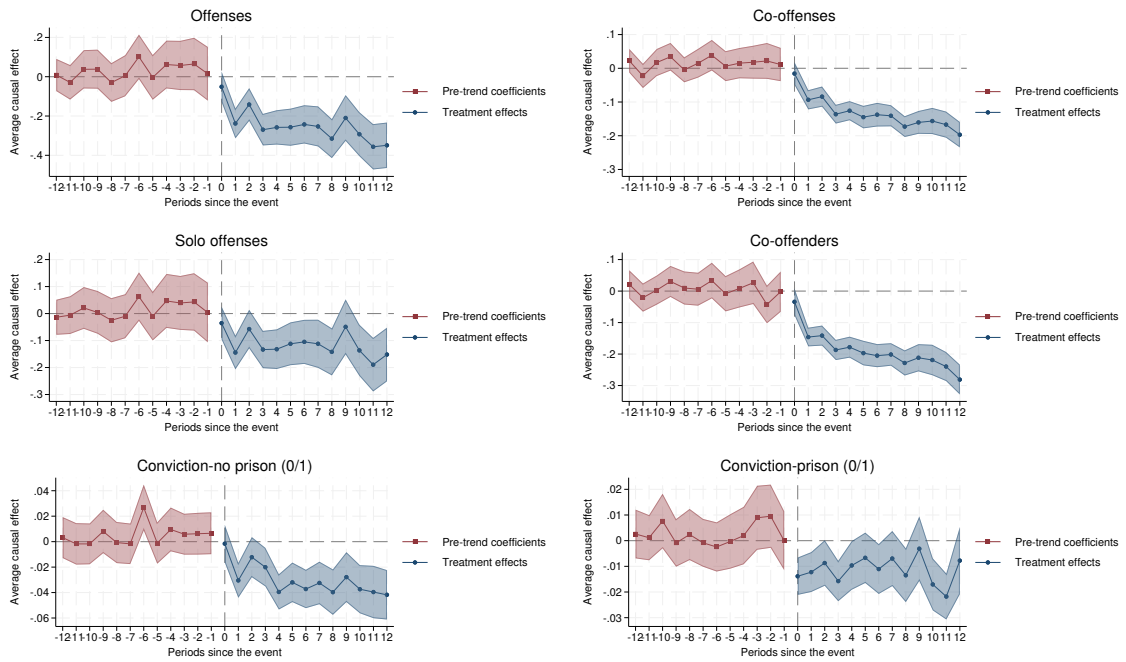 Offenses
Average causal effect
.2
0
-.2
-.4
-12 -11 -10 -9 -8 -7 -6 -5 -4 -3 -2 -1 0 1 2 3 4 5 6 7 8 9 10 11 12
Periods since the event
Pre-trend coefficients
Treatment effects
Co-offenses
Average causal effect
.1
0
-.1
-.2
-.3
-12 -11 -10 -9 -8 -7 -6 -5 -4 -3 -2 -1 0 1 2 3 4 5 6 7 8 9 10 11 12
Periods since the event
Pre-trend coefficients
Treatment effects
Solo offenses
Average causal effect
.2
.1
0
-.1
-.2
-.3
-12 -11 -10 -9 -8 -7 -6 -5 -4 -3 -2 -1 0 1 2 3 4 5 6 7 8 9 10 11 12
Periods since the event
Pre-trend coefficients
Treatment effects
Co-offenders
Average causal effect
.1
0
-.1
-.2
-.3
-12 -11 -10 -9 -8 -7 -6 -5 -4 -3 -2 -1 0 1 2 3 4 5 6 7 8 9 10 11 12
Periods since the event
Pre-trend coefficients
Treatment effects
Conviction-no prison (0/1)
Average causal effect
.04
.02
0
-.02
-.04
-.06
-12 -11 -10 -9 -8 -7 -6 -5 -4 -3 -2 -1 0 1 2 3 4 5 6 7 8 9 10 11 12
Periods since the event
Pre-trend coefficients
Treatment effects
Conviction-prison (0/1)
Average causal effect
.02
.01
0
-.01
-.02
-.03
-12 -11 -10 -9 -8 -7 -6 -5 -4 -3 -2 -1 0 1 2 3 4 5 6 7 8 9 10 11 12
Periods since the event
Pre-trend coefficients
Treatment effects